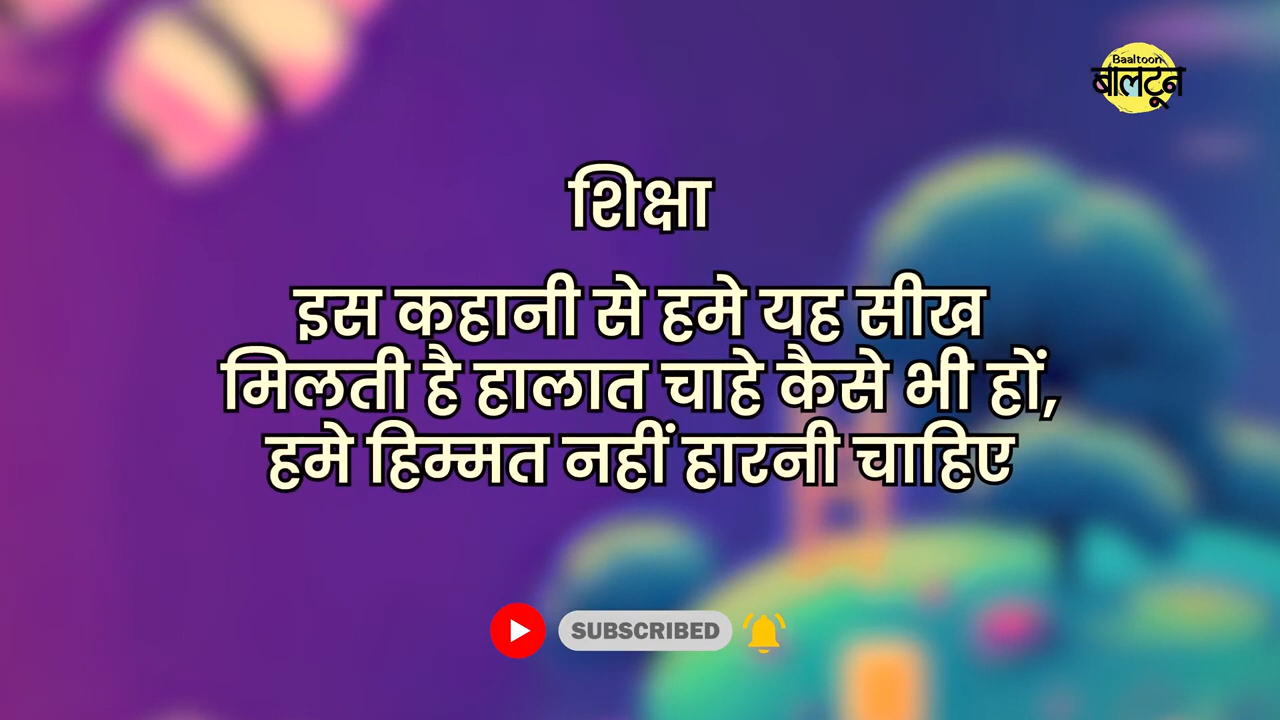 Baaltoon
बालटून
शिक्षा
इस कहानी से हमे यह सीख
मिलती है हालात चाहे कैसे भी हों,
हमे हिम्मत नहीं हारनी चाहिए
SUBSCRIBED